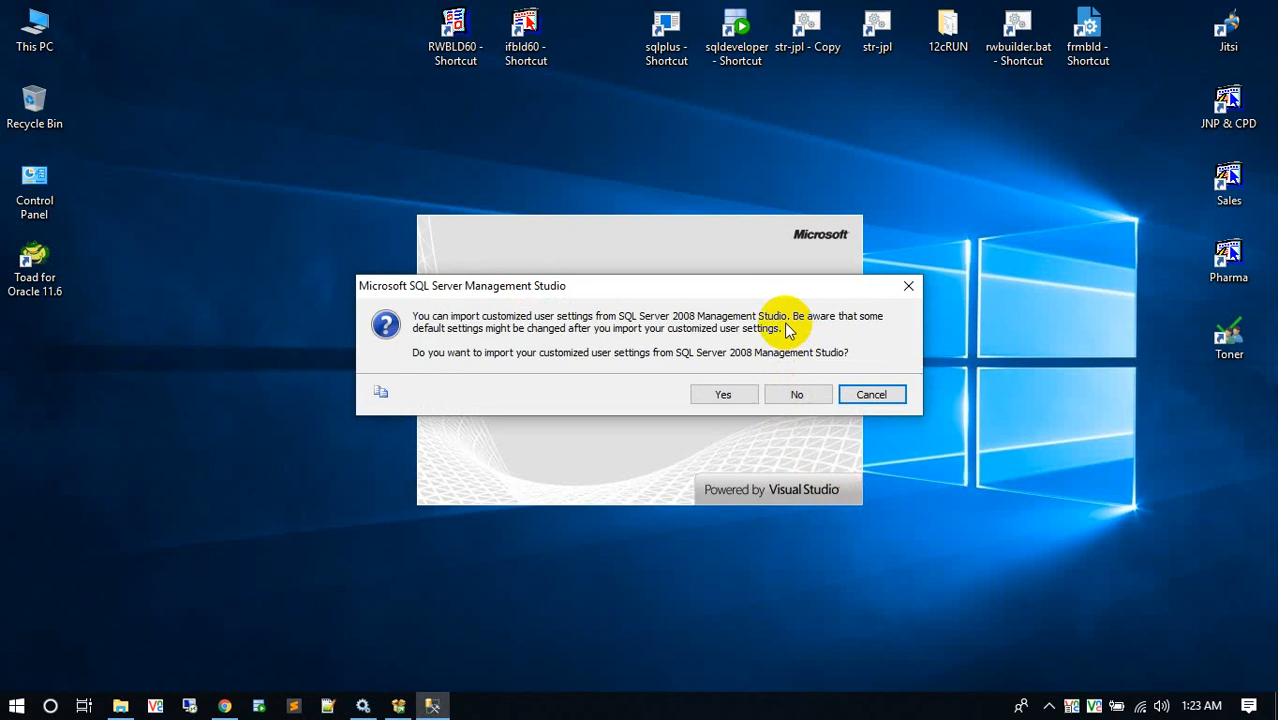 This PC
RWBLD60 -
Shortcut
ifbld60 -
Shortcut
sqlplus -
Shortcut
sqldeveloper
- Shortcut
str-jpl - Copy
str-jpl
12cRUN
rwbuilder.bat
- Shortcut
frmbld -
Shortcut
Jitsi
Recycle Bin
JNP & CPD
Control
Panel
Sales
Toad for
Oracle 11.6
Pharma
Toner
Microsoft
Microsoft SQL Server Management Studio
You can import customized user settings from SQL Server 2008 Management Studio. Be aware that some
default settings might be changed after you import your customized user settings.
Do you want to import your customized user settings from SQL Server 2008 Management Studio?
Yes
No
Cancel
Powered by Visual Studio
1:23 AM